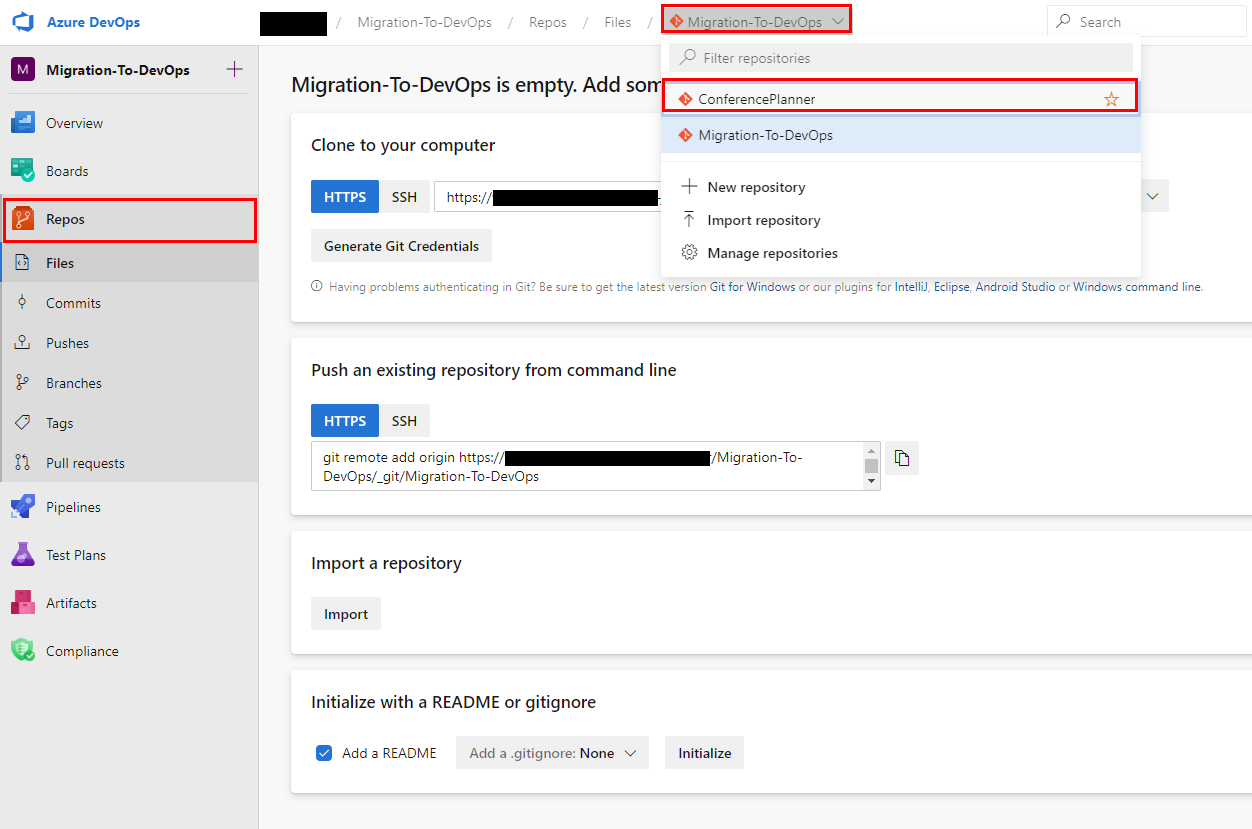 Azure DevOps
/ Migration-To-DevOps / Repos / Files / Migration-To-DevOps
Search
M Migration-To-DevOps
Overview
Boards
Repos
Files
Commits
Pushes
Branches
Tags
Pull requests
Pipelines
Test Plans
Artifacts
Compliance
Filter repositories
ConferencePlanner
Migration-To-DevOps
New repository
Import repository
Manage repositories
Migration-To-DevOps is empty. Add som
Clone to your computer
HTTPS SSH https://
Generate Git Credentials
Having problems authenticating in Git? Be sure to get the latest version Git for Windows or our plugins for IntelliJ, Eclipse, Android Studio or Windows command line.
Push an existing repository from command line
HTTPS SSH
git remote add origin https:// /Migration-To-
DevOps/_git/Migration-To-DevOps
Import a repository
Import
Initialize with a README or gitignore
Add a README Add a .gitignore: None Initialize